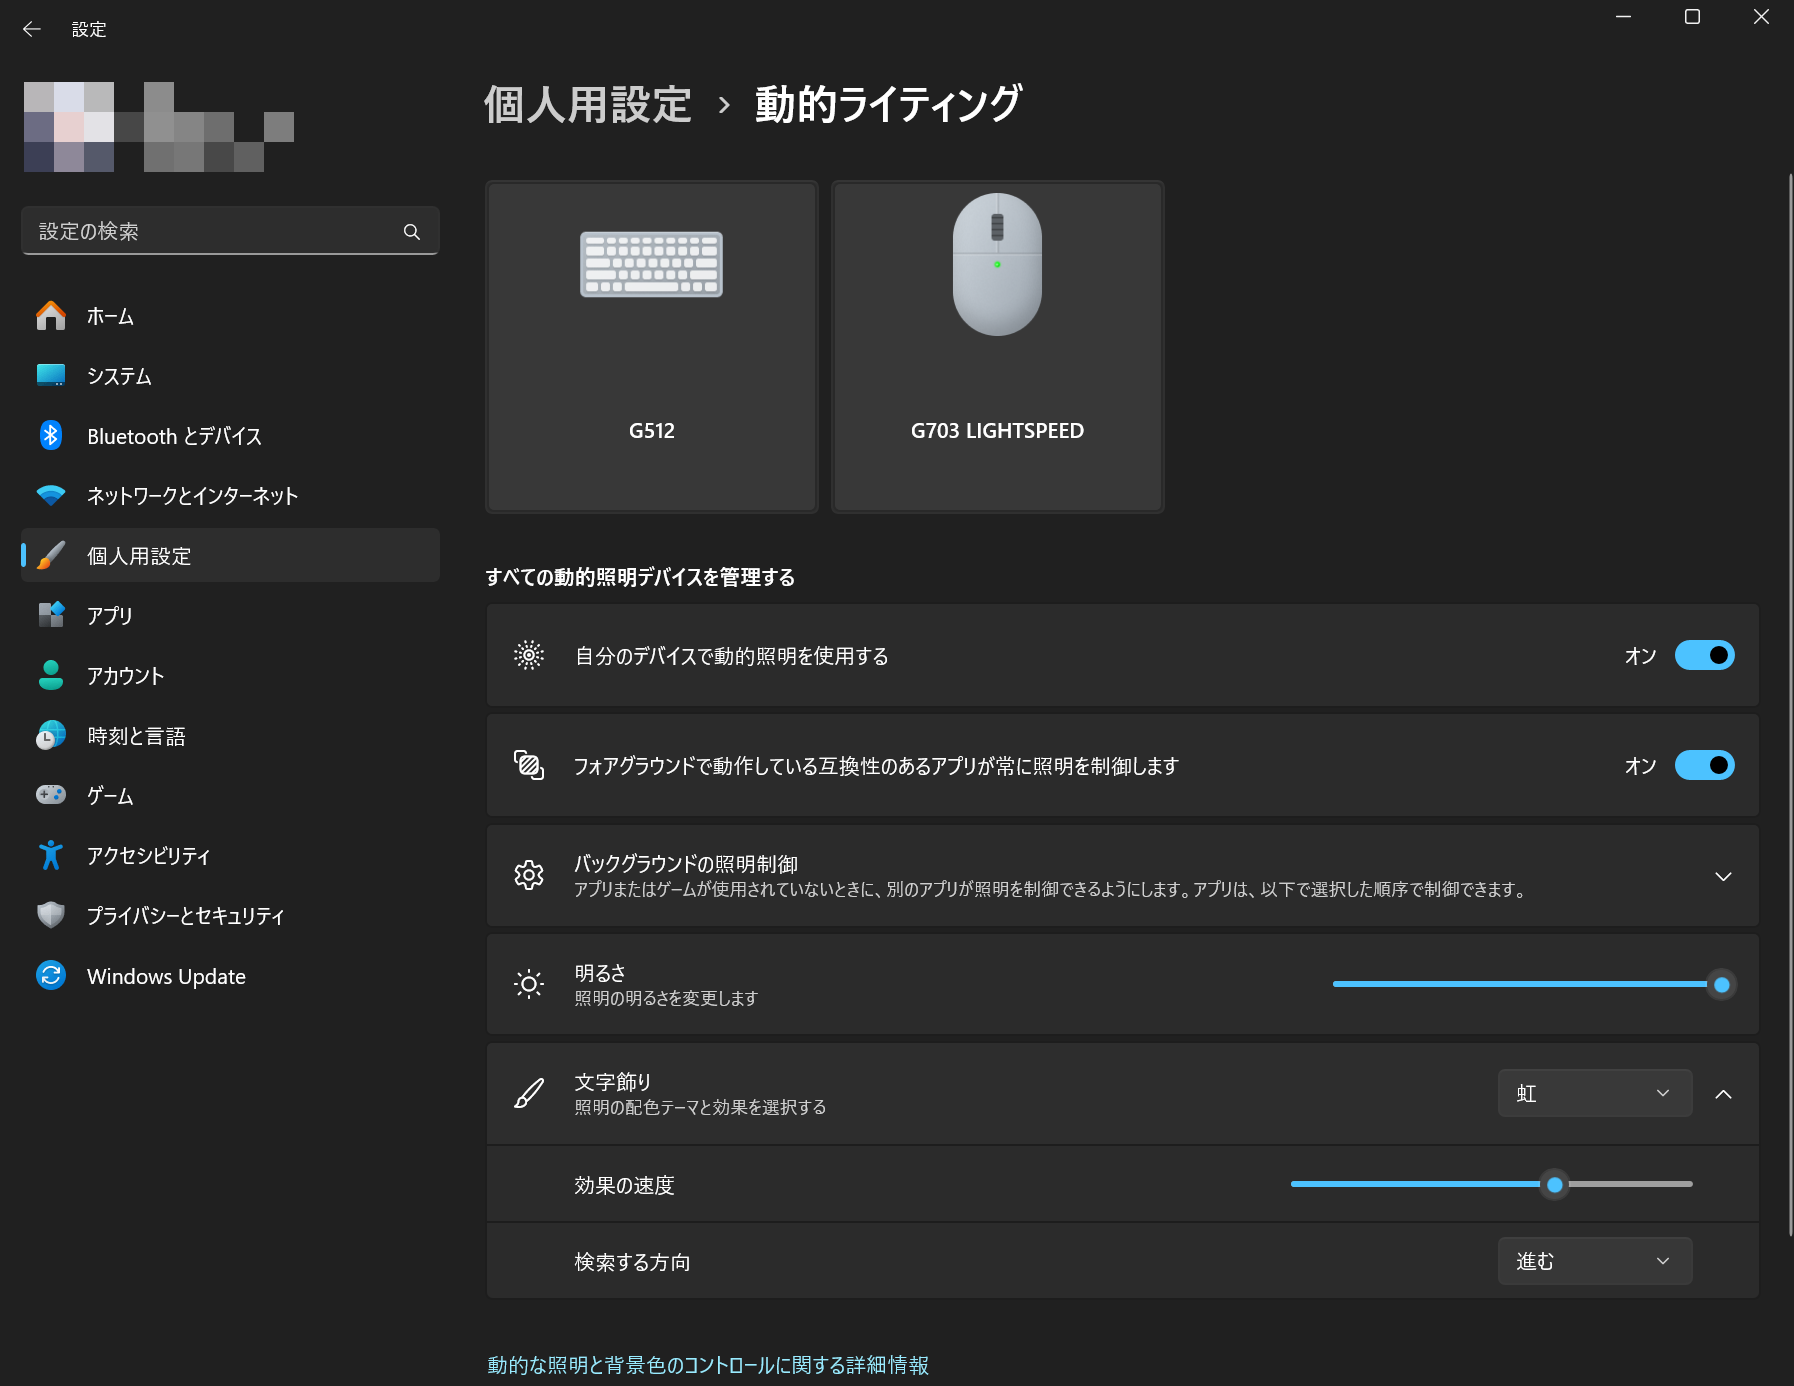 設定
設定の検索
ホーム
システム
Bluetooth とデバイス
ネットワークとインターネット
個人用設定
アプリ
アカウント
時刻と言語
ゲーム
アクセシビリティ
プライバシーとセキュリティ
Windows Update
個人用設定 › 動的ライティング
G512
G703 LIGHTSPEED
すべての動的照明デバイスを管理する
自分のデバイスで動的照明を使用する
オン
フォアグラウンドで動作している互換性のあるアプリが常に照明を制御します
オン
バックグラウンドの照明制御
アプリまたはゲームが使用されていないときに、別のアプリが照明を制御できるようにします。アプリは、以下で選択した順序で制御できます。
明るさ
照明の明るさを変更します
文字飾り
照明の配色テーマと効果を選択する
虹
効果の速度
検索する方向
進む
動的な照明と背景色のコントロールに関する詳細情報